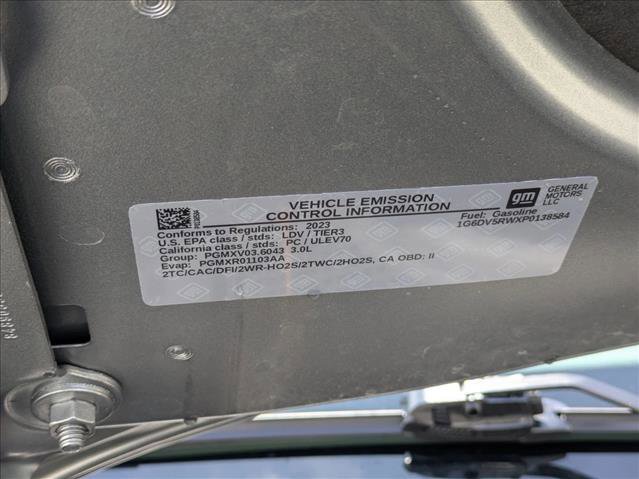 VEHICLE EMISSION
CONTROL INFORMATION
gm
GENERAL
MOTORS
LLC
Conforms to Regulations: 2023
Fuel: Gasoline
U.S. EPA class / stds: LDV / TIER3
1G6DV5RWXP0138584
California class / stds: PC / ULEV70
Group: PGMXV03.6043 3.0L
Evap: PGMXR01103AA
2TC/CAC/DFI/2WR-HO2S/2TWC/2HO2S, CA OBD: II